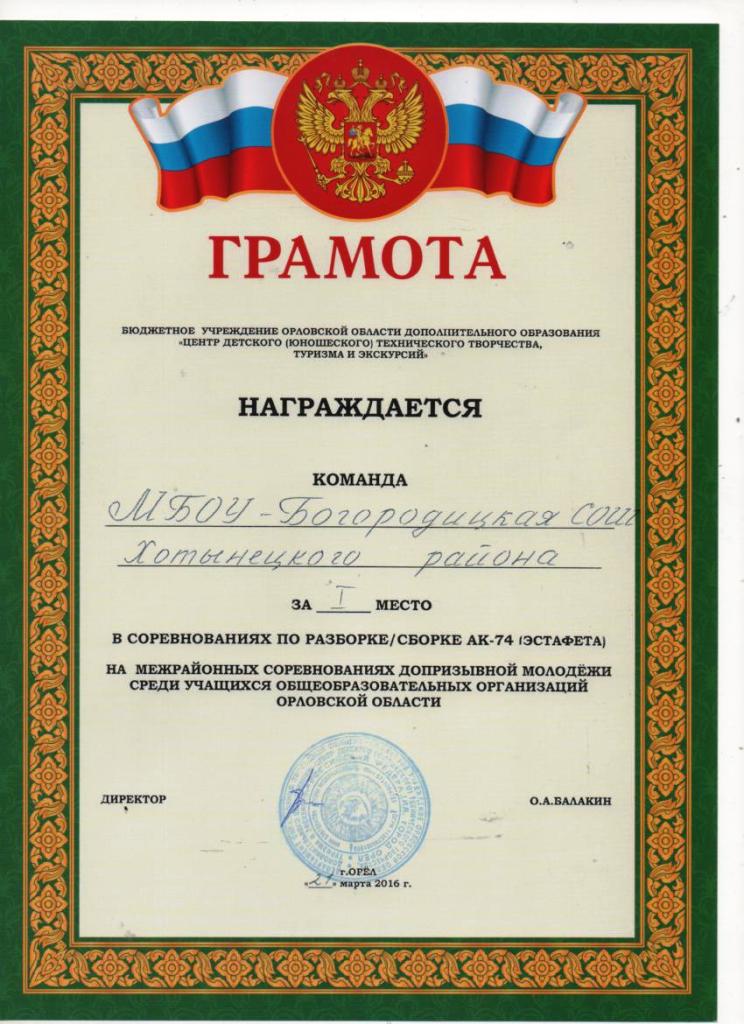 ГРАМОТА
БЮДЖЕТНОЕ УЧРЕЖДЕНИЕ ОРЛОВСКОЙ ОБЛАСТИ ДОПОЛНИТЕЛЬНОГО ОБРАЗОВАНИЯ
«ЦЕНТР ДЕТСКОГО (ЮНОШЕСКОГО) ТЕХНИЧЕСКОГО ТВОРЧЕСТВА,
ТУРИЗМА И ЭКСКУРСИЙ»
НАГРАЖДАЕТСЯ
КОМАНДА
МБОУ - Богородицкая СОШ
Хотынецкого района
ЗА I МЕСТО
В СОРЕВНОВАНИЯХ ПО РАЗБОРКЕ/СБОРКЕ АК-74 (ЭСТАФЕТА)
НА МЕЖРАЙОННЫХ СОРЕВНОВАНИЯХ ДОПРИЗЫВНОЙ МОЛОДЁЖИ
СРЕДИ УЧАЩИХСЯ ОБЩЕОБРАЗОВАТЕЛЬНЫХ ОРГАНИЗАЦИЙ
ОРЛОВСКОЙ ОБЛАСТИ
ДИРЕКТОР О.А.БАЛАКИН
г.ОРЁЛ
«21» марта 2016 г.